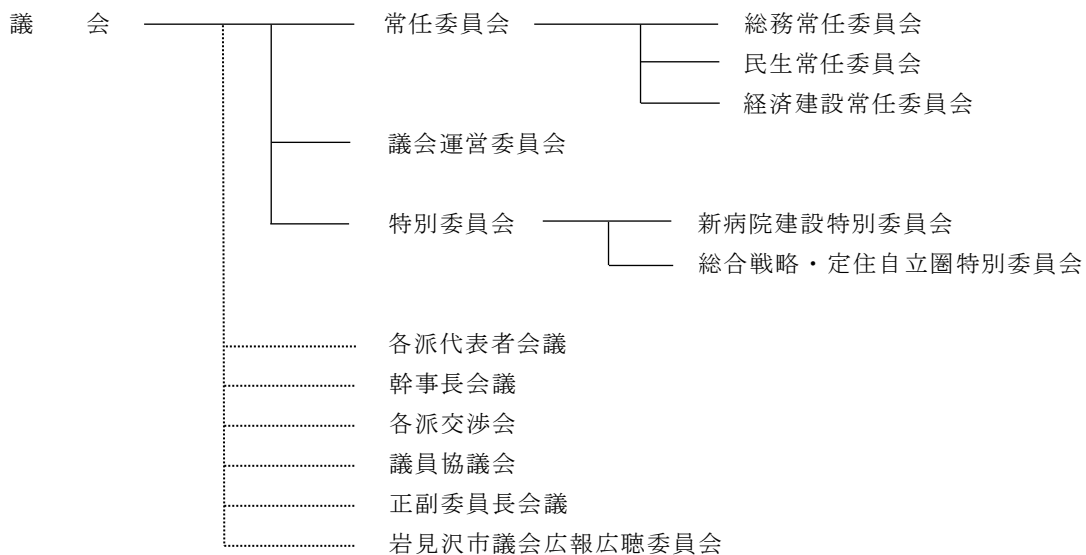 議　　会　常任委員会　総務常任委員会
民生常任委員会
経済建設常任委員会
議会運営委員会
特別委員会　新病院建設特別委員会
総合戦略・定住自立圏特別委員会
各派代表者会議
幹事長会議
各派交渉会
議員協議会
正副委員長会議
岩見沢市議会広報広聴委員会